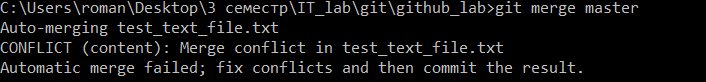 C:\Users\roman\Desktop\3 семестр\IT_lab\git\github_lab>git merge master
Auto-merging test_text_file.txt
CONFLICT (content): Merge conflict in test_text_file.txt
Automatic merge failed; fix conflicts and then commit the result.